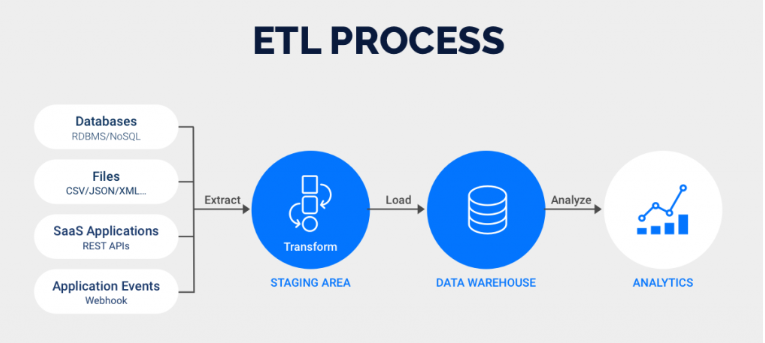 ETL PROCESS
Databases
RDBMS/NoSQL
Files
CSV/JSON/XML...
SaaS Applications
REST APIs
Application Events
Webhook
Extract
Transform
STAGING AREA
Load
DATA WAREHOUSE
Analyze
ANALYTICS